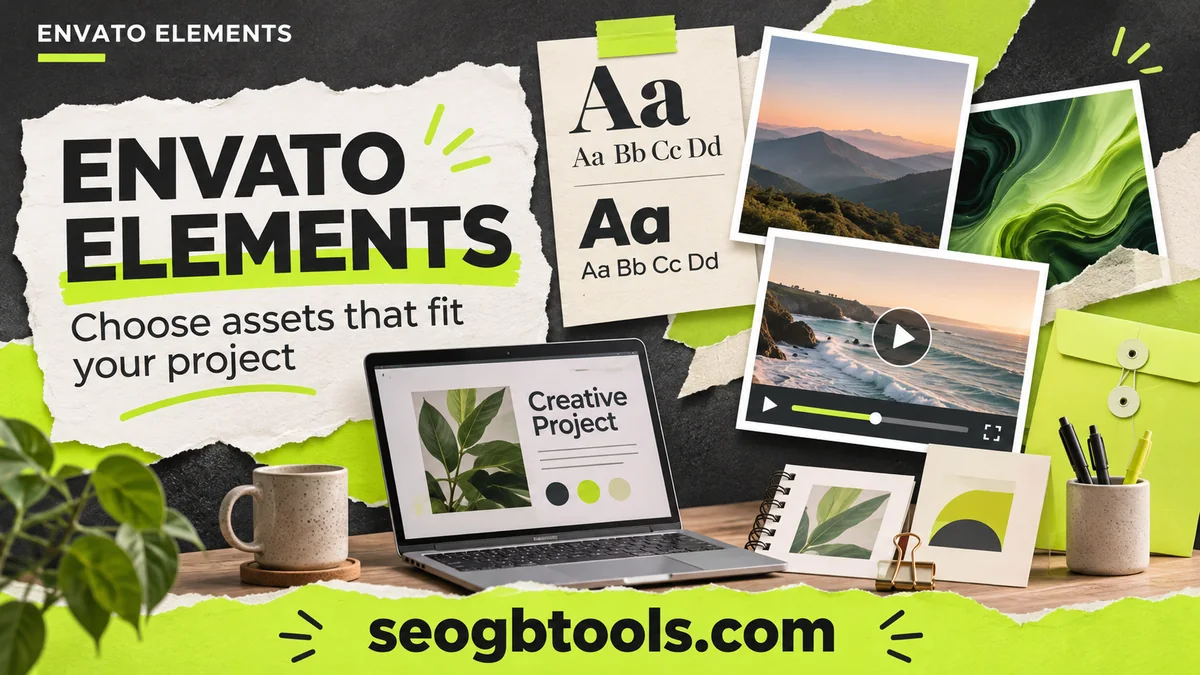 ENVATO ELEMENTS
ENVATO
ELEMENTS
Choose assets that fit
your project
Aa
Aa Bb Cc Dd
Aa
Aa Bb Cc Dd
Creative
Project
seogbtools.com